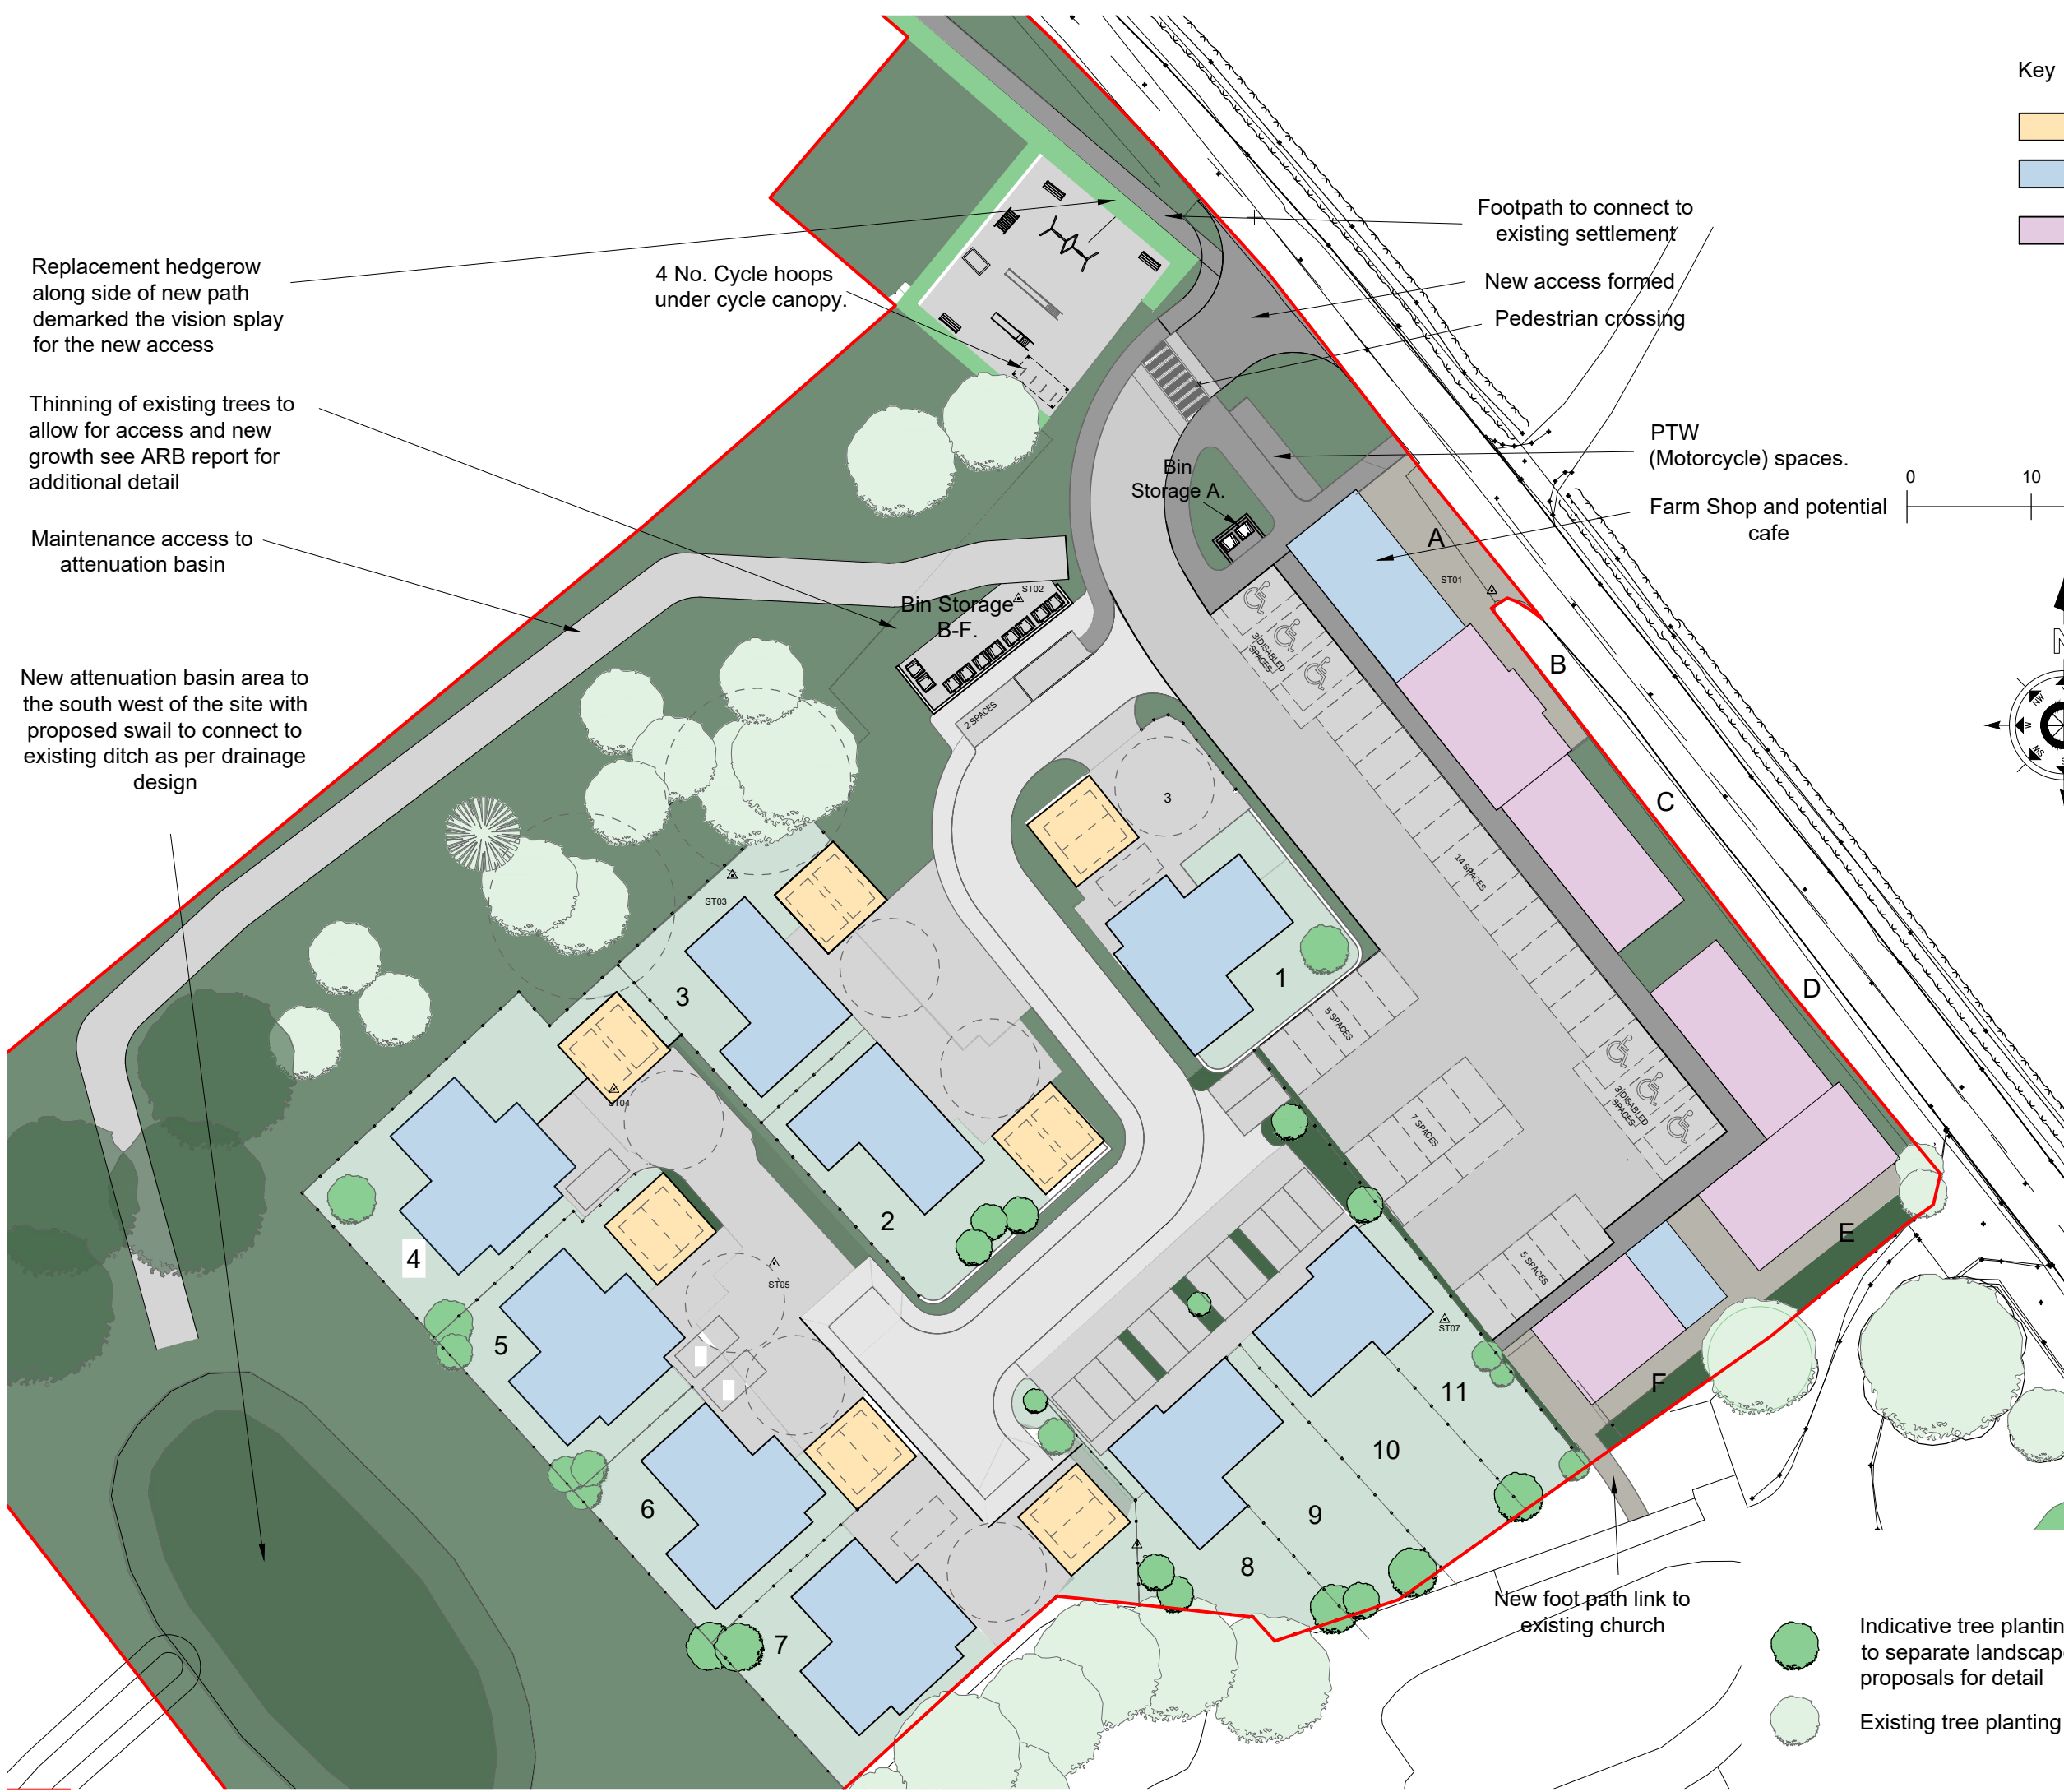 Key
Footpath to connect to
existing settlement
Replacement hedgerow
along side of new path
demarked the vision splay
for the new access
4 No. Cycle hoops
under cycle canopy.
New access formed
Pedestrian crossing
Thinning of existing trees to
allow for access and new
growth see ARB report for
additional detail
PTW
(Motorcycle) spaces.
Bin
Storage A.
0 10
Farm Shop and potential
cafe
Maintenance access to
attenuation basin
A
ST01
Bin Storage
B-F.
ST02
3 DISABLED
SPACES
B
New attenuation basin area to
the south west of the site with
proposed swail to connect to
existing ditch as per drainage
design
2 SPACES
N
NW
W
SW
3
C
14 SPACES
ST03
3
1
D
5 SPACES
ST04
7 SPACES
3 DISABLED
SPACES
2
E
4
ST05
5 SPACES
5
ST07
F
11
10
6
9
8
7
New foot path link to
existing church
Indicative tree plantin
to separate landscap
proposals for detail
Existing tree planting